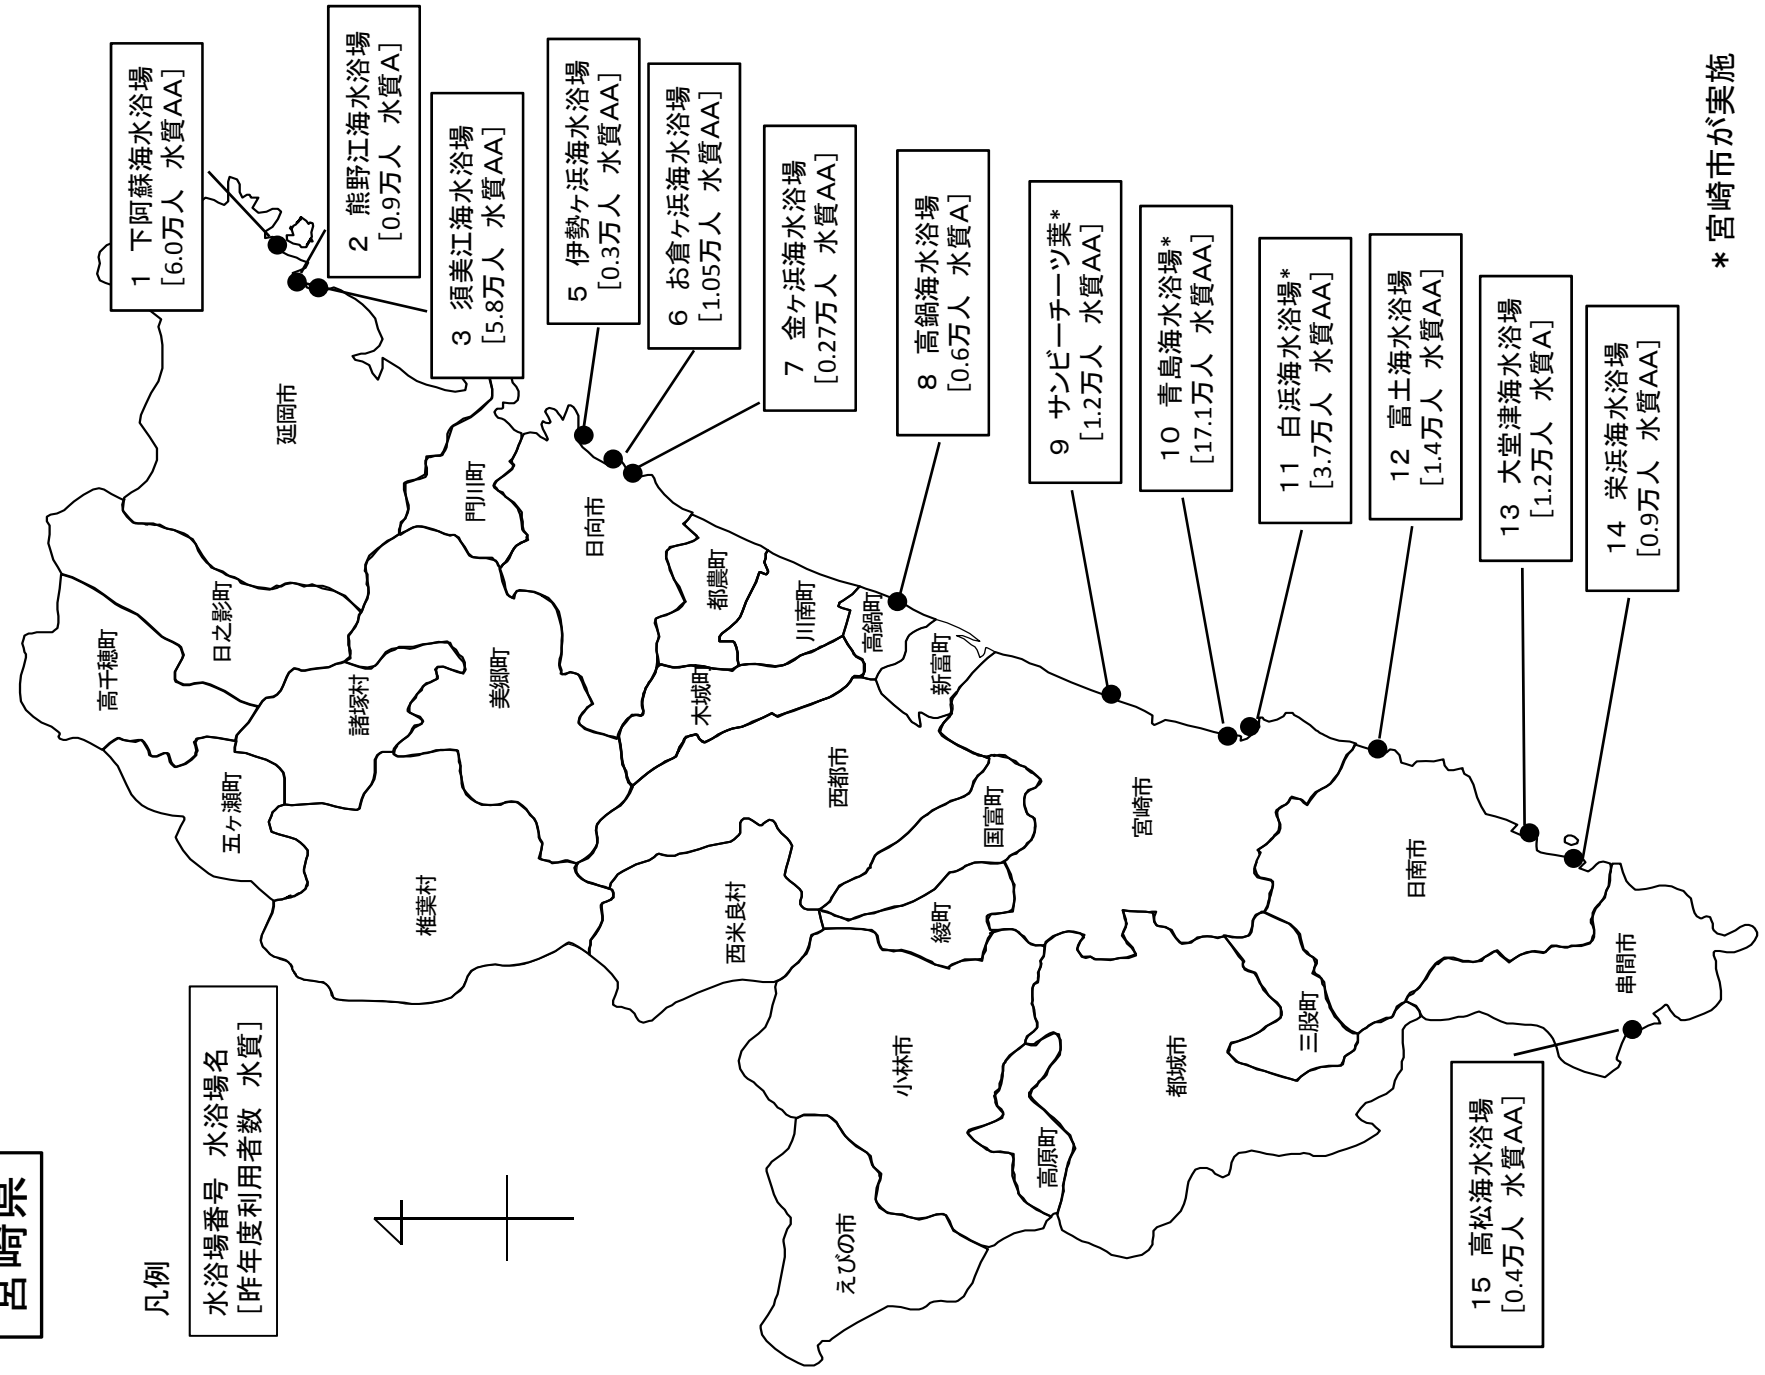 宮崎県
凡例
水浴場番号 水浴場名
[昨年度利用者数 水質]
1 下阿蘇海水浴場
[6.0万人 水質AA]
2 熊野江海水浴場
[0.9万人 水質A]
3 須美江海水浴場
[5.8万人 水質AA]
5 伊勢ヶ浜海水浴場
[0.3万人 水質AA]
6 お倉ヶ浜海水浴場
[1.05万人 水質AA]
7 金ヶ浜海水浴場
[0.27万人 水質AA]
8 高鍋海水浴場
[0.6万人 水質A]
9 サンビーチ一ツ葉*
[1.2万人 水質AA]
10 青島海水浴場*
[17.1万人 水質AA]
11 白浜海水浴場*
[3.7万人 水質AA]
12 富土海水浴場
[1.4万人 水質AA]
13 大堂津海水浴場
[1.2万人 水質A]
14 栄浜海水浴場
[0.9万人 水質AA]
15 高松海水浴場
[0.4万人 水質AA]
高千穂町
日之影町
延岡市
五ヶ瀬町
諸塚村
門川町
美郷町
日向市
椎葉村
都農町
木城町
川南町
高鍋町
西都市
新富町
西米良村
国富町
綾町
宮崎市
小林市
えびの市
高原町
都城市
三股町
日南市
串間市
*宮崎市が実施